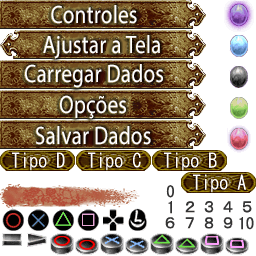 Controles
Ajustar a Tela
Carregar Dados
Opções
Salvar Dados
Tipo D Tipo C Tipo B
Tipo A
0
1 2 3 4 5
6 7 8 9 10